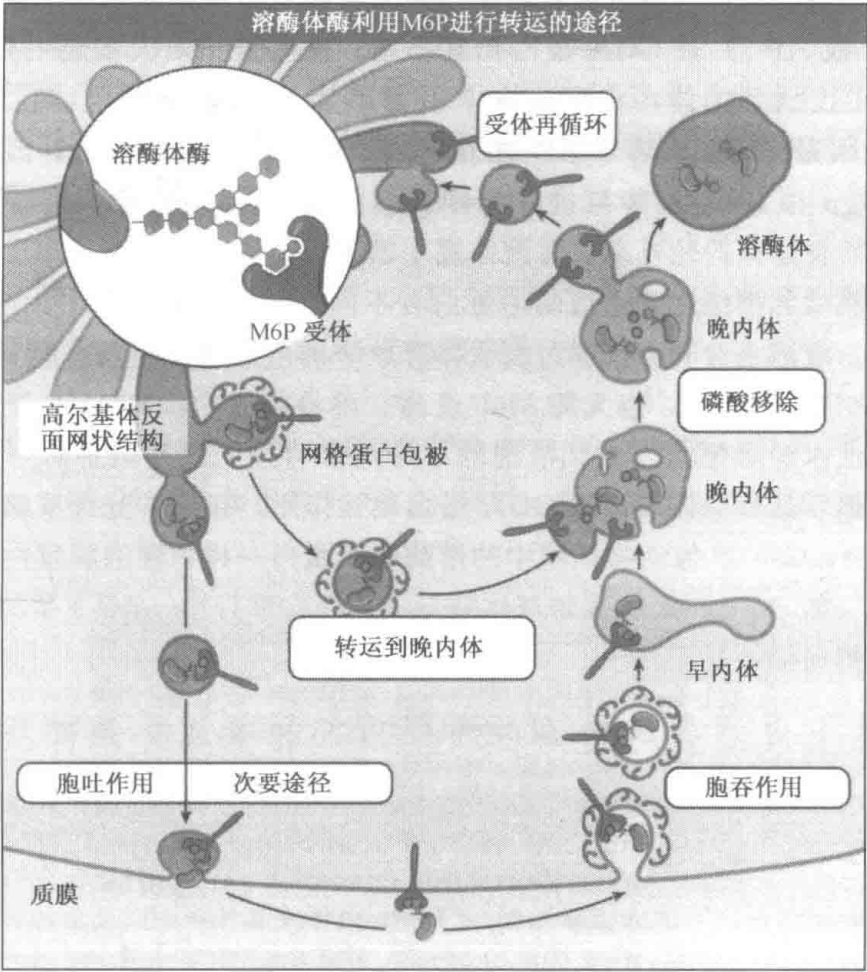 溶酶体酶利用M6P进行转运的途径
受体再循环
溶酶体酶
溶酶体
M6P 受体
晚内体
磷酸移除
高尔基体反
面网状结构
网格蛋白包被
晚内体
转运到晚内体
早内体
胞吐作用
次要途径
胞吞作用
质膜